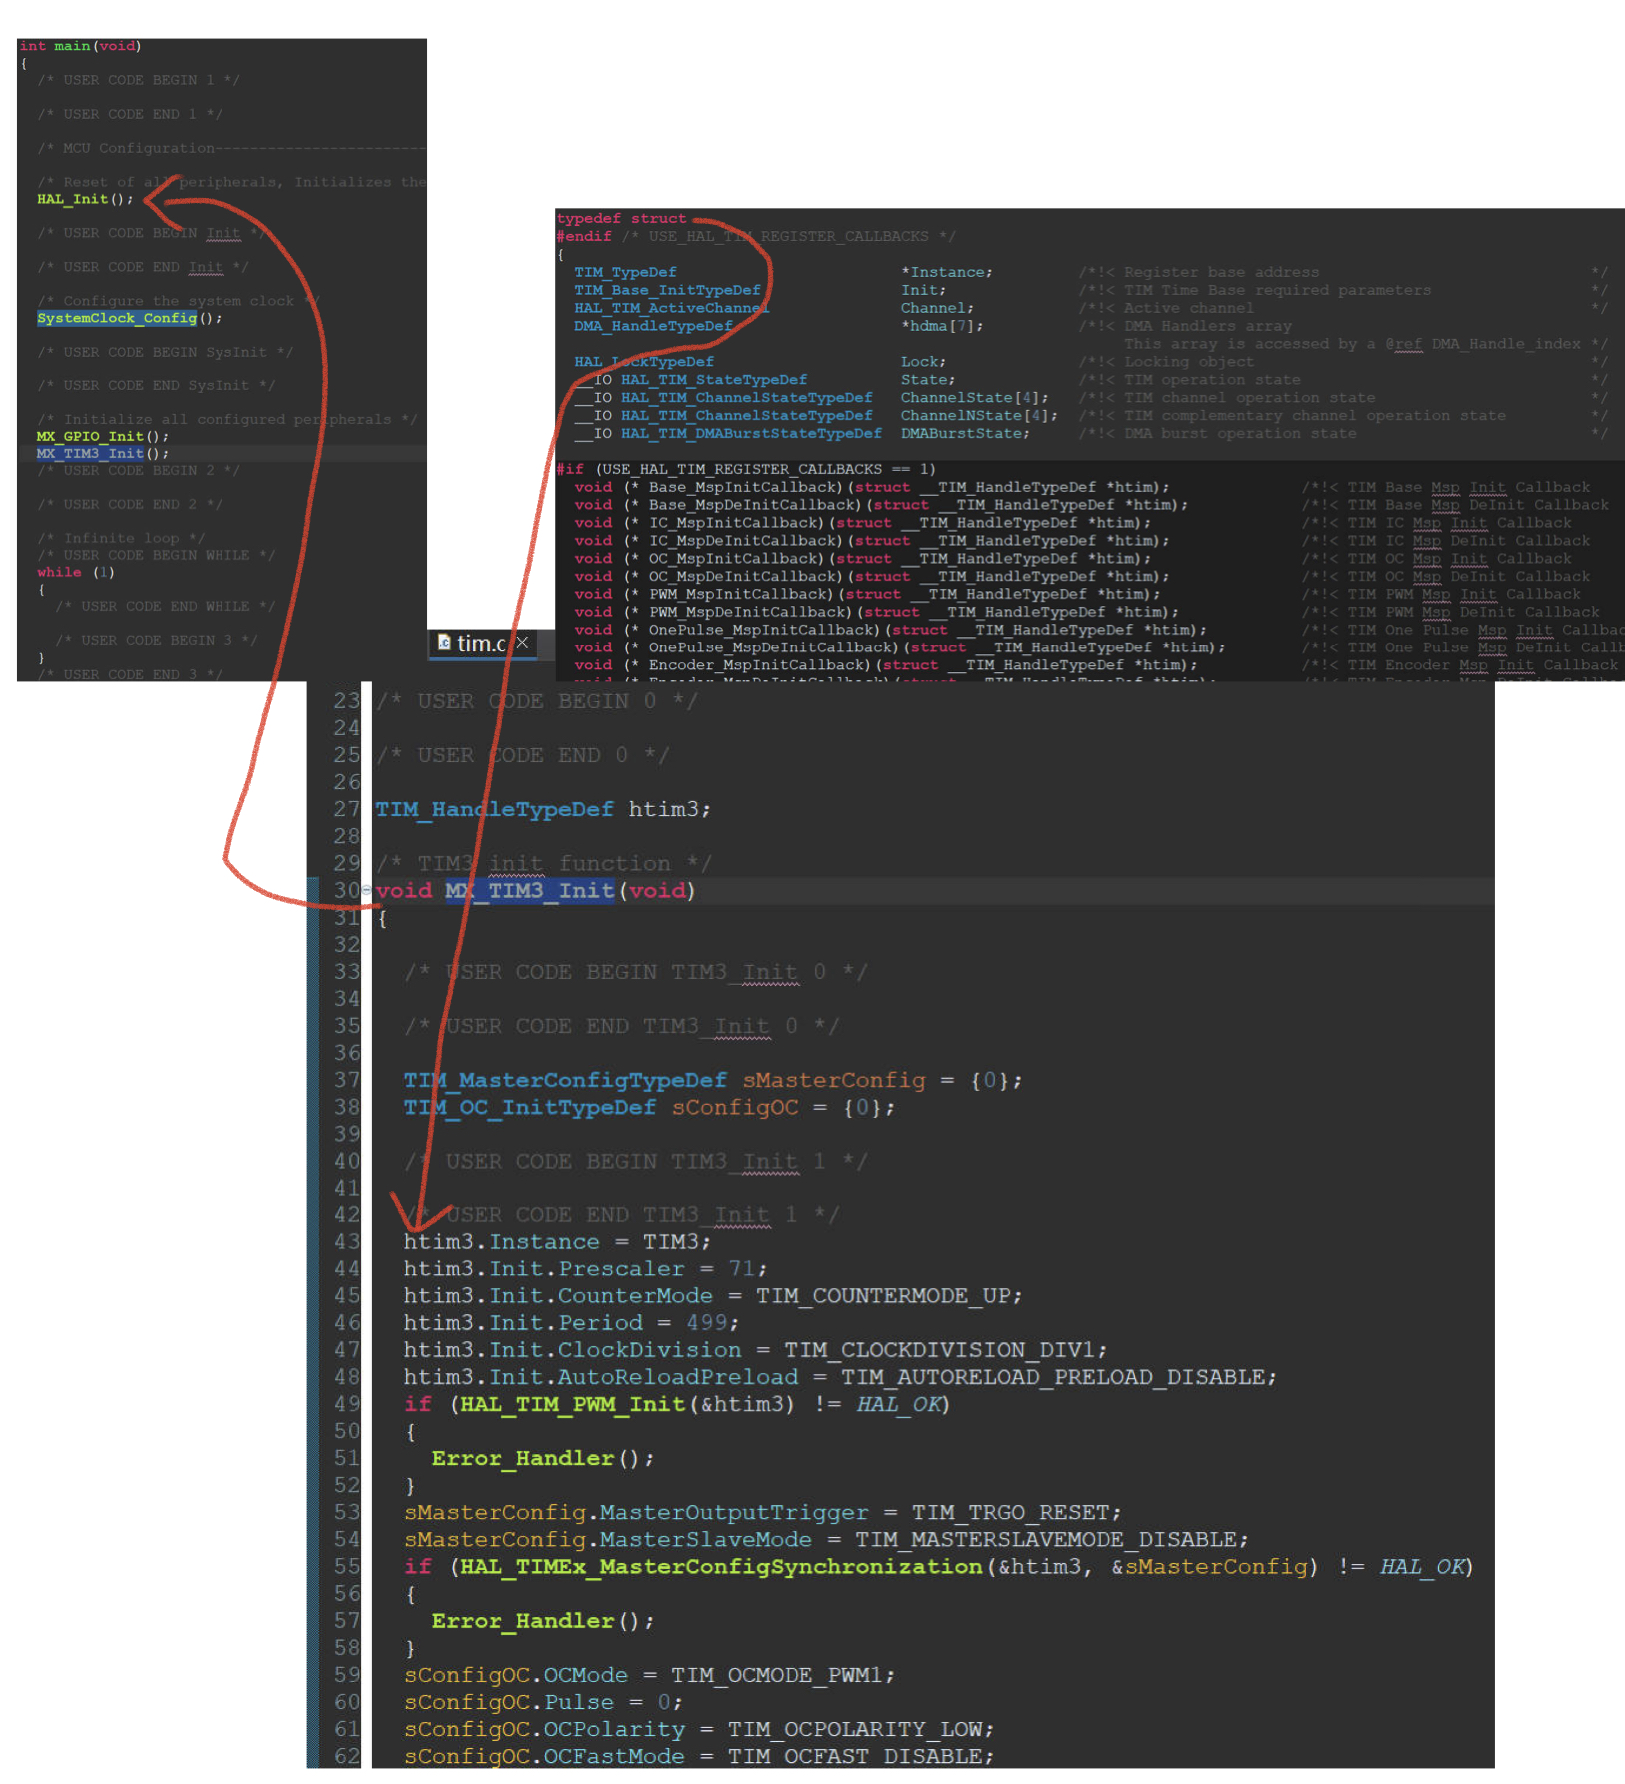 int main(void)
{
/* USER CODE BEGIN 1 */
/* USER CODE END 1 */
/* MCU Configuration------------------------
/* Reset of all peripherals, Initializes the
HAL_Init();
/* USER CODE BEGIN Init */
/* USER CODE END Init */
/* Configure the system clock */
SystemClock_Config();
/* USER CODE BEGIN SysInit */
/* USER CODE END SysInit */
/* Initialize all configured peripherals */
MX_GPIO_Init();
MX_TIM3_Init();
/* USER CODE BEGIN 2 */
/* USER CODE END 2 */
/* Infinite loop */
/* USER CODE BEGIN WHILE */
while (1)
{
/* USER CODE END WHILE */
/* USER CODE BEGIN 3 */
}
/* USER CODE END 3 */
typedef struct
#endif /* USE_HAL_TIM_REGISTER_CALLBACKS */
{
TIM_TypeDef *Instance; /*!< Register base address */
TIM_Base_InitTypeDef Init; /*!< TIM Time Base required parameters */
HAL_TIM_ActiveChannel Channel; /*!< Active channel */
DMA_HandleTypeDef *hdma[7]; /*!< DMA Handlers array
This array is accessed by a @ref DMA_Handle_index */
HAL_LockTypeDef Lock; /*!< Locking object */
__IO HAL_TIM_StateTypeDef State; /*!< TIM operation state */
__IO HAL_TIM_ChannelStateTypeDef ChannelState[4]; /*!< TIM channel operation state */
__IO HAL_TIM_ChannelStateTypeDef ChannelNState[4]; /*!< TIM complementary channel operation state */
__IO HAL_TIM_DMABurstStateTypeDef DMABurstState; /*!< DMA burst operation state */
#if (USE_HAL_TIM_REGISTER_CALLBACKS == 1)
void (* Base_MspInitCallback)(struct __TIM_HandleTypeDef *htim); /*!< TIM Base Msp Init Callback
void (* Base_MspDeInitCallback)(struct __TIM_HandleTypeDef *htim); /*!< TIM Base Msp DeInit Callback
void (* IC_MspInitCallback)(struct __TIM_HandleTypeDef *htim); /*!< TIM IC Msp Init Callback
void (* IC_MspDeInitCallback)(struct __TIM_HandleTypeDef *htim); /*!< TIM IC Msp DeInit Callback
void (* OC_MspInitCallback)(struct __TIM_HandleTypeDef *htim); /*!< TIM OC Msp Init Callback
void (* OC_MspDeInitCallback)(struct __TIM_HandleTypeDef *htim); /*!< TIM OC Msp DeInit Callback
void (* PWM_MspInitCallback)(struct __TIM_HandleTypeDef *htim); /*!< TIM PWM Msp Init Callback
void (* PWM_MspDeInitCallback)(struct __TIM_HandleTypeDef *htim); /*!< TIM PWM Msp DeInit Callback
void (* OnePulse_MspInitCallback)(struct __TIM_HandleTypeDef *htim); /*!< TIM One Pulse Msp Init Callbac
void (* OnePulse_MspDeInitCallback)(struct __TIM_HandleTypeDef *htim); /*!< TIM One Pulse Msp DeInit Callb
void (* Encoder_MspInitCallback)(struct __TIM_HandleTypeDef *htim); /*!< TIM Encoder Msp Init Callback
tim.c
23 /* USER CODE BEGIN 0 */
24
25 /* USER CODE END 0 */
26
27 TIM_HandleTypeDef htim3;
28
29 /* TIM3 init function */
30 void MX_TIM3_Init(void)
31 {
32
33 /* USER CODE BEGIN TIM3_Init 0 */
34
35 /* USER CODE END TIM3_Init 0 */
36
37 TIM_MasterConfigTypeDef sMasterConfig = {0};
38 TIM_OC_InitTypeDef sConfigOC = {0};
39
40 /* USER CODE BEGIN TIM3_Init 1 */
41
42 /* USER CODE END TIM3_Init 1 */
43 htim3.Instance = TIM3;
44 htim3.Init.Prescaler = 71;
45 htim3.Init.CounterMode = TIM_COUNTERMODE_UP;
46 htim3.Init.Period = 499;
47 htim3.Init.ClockDivision = TIM_CLOCKDIVISION_DIV1;
48 htim3.Init.AutoReloadPreload = TIM_AUTORELOAD_PRELOAD_DISABLE;
49 if (HAL_TIM_PWM_Init(&htim3) != HAL_OK)
50 {
51 Error_Handler();
52 }
53 sMasterConfig.MasterOutputTrigger = TIM_TRGO_RESET;
54 sMasterConfig.MasterSlaveMode = TIM_MASTERSLAVEMODE_DISABLE;
55 if (HAL_TIMEx_MasterConfigSynchronization(&htim3, &sMasterConfig) != HAL_OK)
56 {
57 Error_Handler();
58 }
59 sConfigOC.OCMode = TIM_OCMODE_PWM1;
60 sConfigOC.Pulse = 0;
61 sConfigOC.OCPolarity = TIM_OCPOLARITY_LOW;
62 sConfigOC.OCFastMode = TIM_OCFAST_DISABLE;